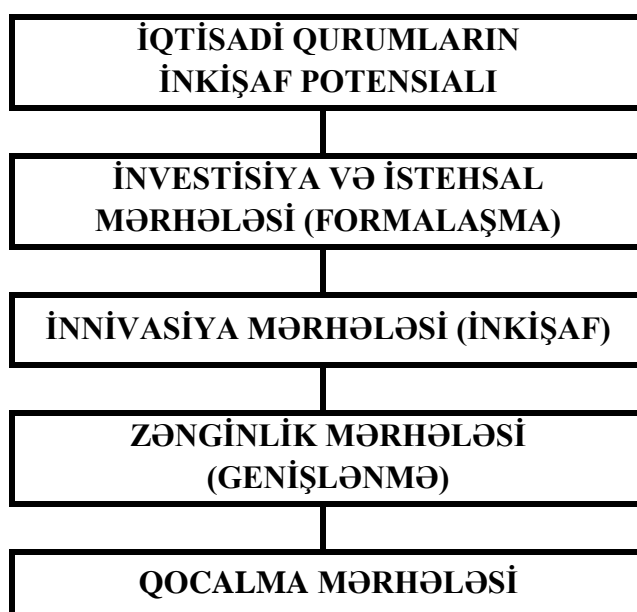 İQTİSADİ QURUMLARIN
İNKİŞAF POTENSIALI
İNVESTİSİYA VƏ İSTEHSAL
MƏRHƏLƏSİ (FORMALAŞMA)
İNNİVASİYA MƏRHƏLƏSİ (İNKİŞAF)
ZƏNGİNLİK MƏRHƏLƏSİ
(GENİŞLƏNMƏ)
QOCALMA MƏRHƏLƏSİ